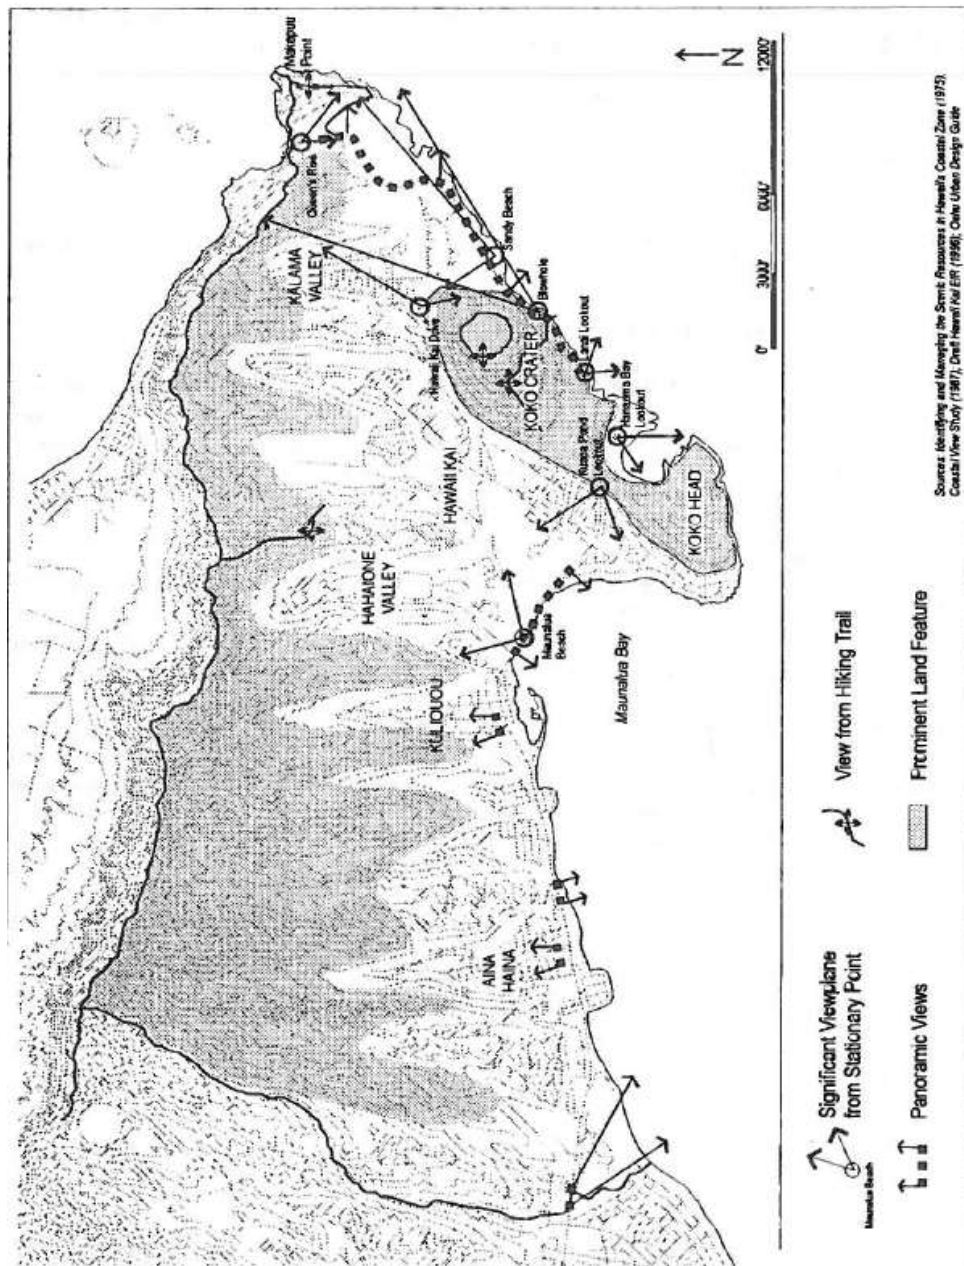 Makapuu
Point
Queen's Rise
KALAMA
VALLEY
Hawaii Kai Drive
Sandy Beach
Blowhole
KOKO CRATER
Lanai Lookout
Hanauma Bay
Lookout
Kuapa Pond
Lookout
KOKO HEAD
HAWAII KAI
HAHAIONE
VALLEY
Maunalua
Beach
Maunalua Bay
KULIOUOU
AINA
HAINA
N
0' 3000' 6000' 12000'
Maunalua Beach
Significant Viewplane
from Stationary Point
View from Hiking Trail
Panoramic Views
Prominent Land Feature
Sources: Identifying and Managing the Scenic Resources in Hawaii's Coastal Zone (1975);
Coastal View Study (1987); Draft Hawaii Kai EIR (1996); Oahu Urban Design Guide